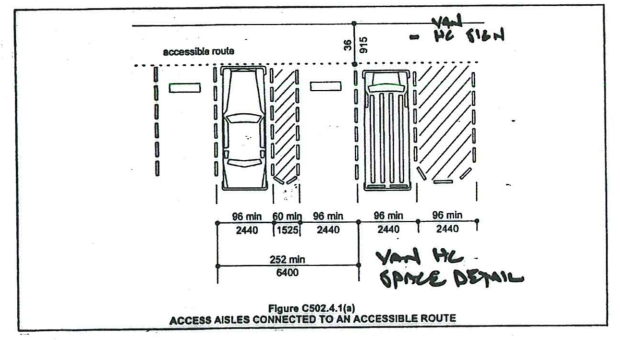 VAN
- HC SIGN
36
915
accessible route
96 min 60 min 96 min 96 min 96 min
2440 1525 2440 2440 2440
252 min
6400
VAN HC
SPACE DETAIL
Figure C502.4.1(a)
ACCESS AISLES CONNECTED TO AN ACCESSIBLE ROUTE